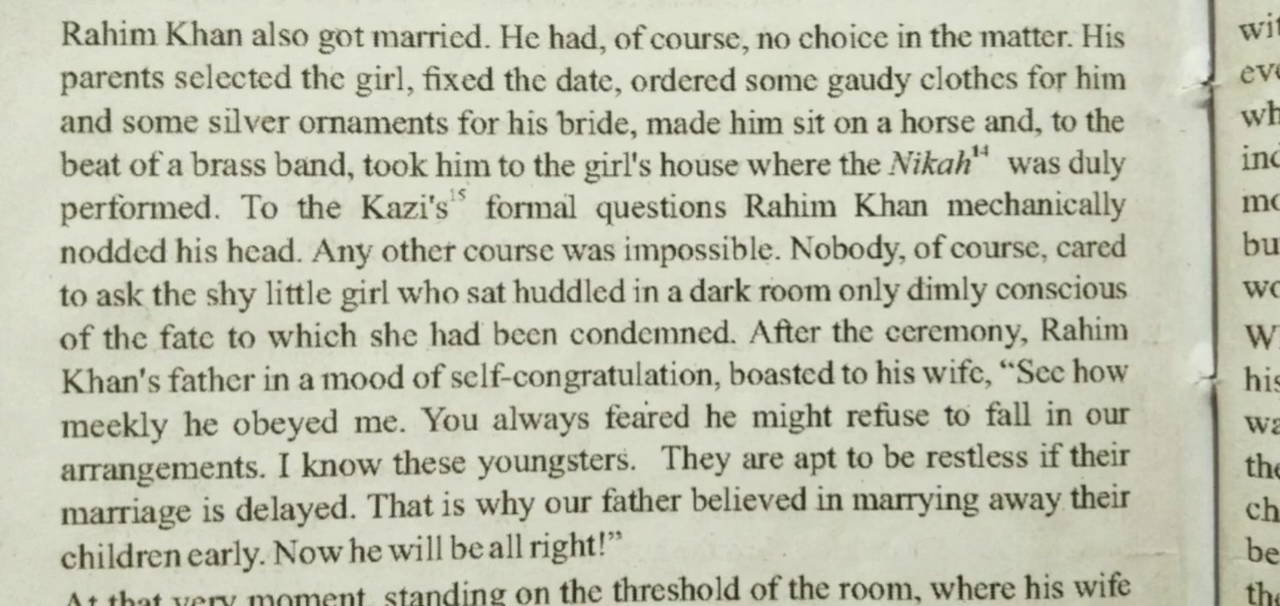 Rahim Khan also got married. He had, of course, no choice in the matter. His
parents selected the girl, fixed the date, ordered some gaudy clothes for him
and some silver ornaments for his bride, made him sit on a horse and, to the
beat of a brass band, took him to the girl's house where the Nikah¹⁴ was duly
performed. To the Kazi's¹⁵ formal questions Rahim Khan mechanically
nodded his head. Any other course was impossible. Nobody, of course, cared
to ask the shy little girl who sat huddled in a dark room only dimly conscious
of the fate to which she had been condemned. After the ceremony, Rahim
Khan's father in a mood of self-congratulation, boasted to his wife, “See how
meekly he obeyed me. You always feared he might refuse to fall in our
arrangements. I know these youngsters. They are apt to be restless if their
marriage is delayed. That is why our father believed in marrying away their
children early. Now he will be all right!”
At that very moment, standing on the threshold of the room, where his wife